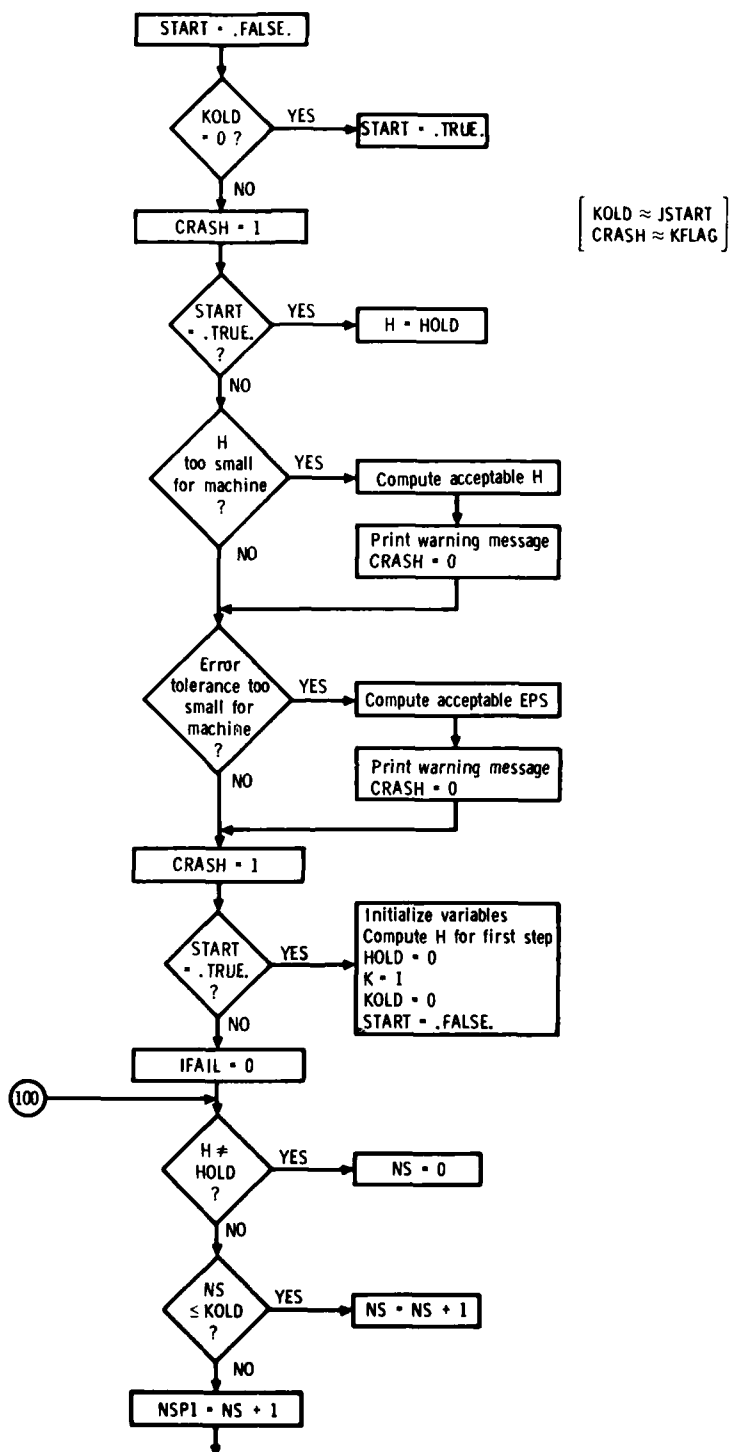 START = .FALSE.
KOLD
= 0 ?
YES
START = .TRUE.
NO
CRASH = 1
[ KOLD ≈ JSTART
CRASH ≈ KFLAG ]
START
= .TRUE.
?
YES
H = HOLD
NO
H
too small
for machine
?
YES
Compute acceptable H
Print warning message
CRASH = 0
NO
Error
tolerance too
small for
machine
?
YES
Compute acceptable EPS
Print warning message
CRASH = 0
NO
CRASH = 1
START
= .TRUE.
?
YES
Initialize variables
Compute H for first step
HOLD = 0
K = 1
KOLD = 0
START = .FALSE.
NO
IFAIL = 0
100
H ≠
HOLD
?
YES
NS = 0
NO
NS
≤ KOLD
?
YES
NS = NS + 1
NO
NSP1 = NS + 1